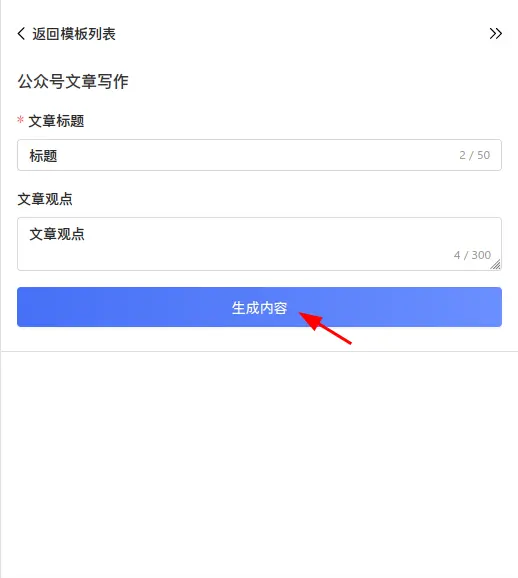 返回模板列表
公众号文章写作
* 文章标题
标题
2 / 50
文章观点
文章观点
4 / 300
生成内容